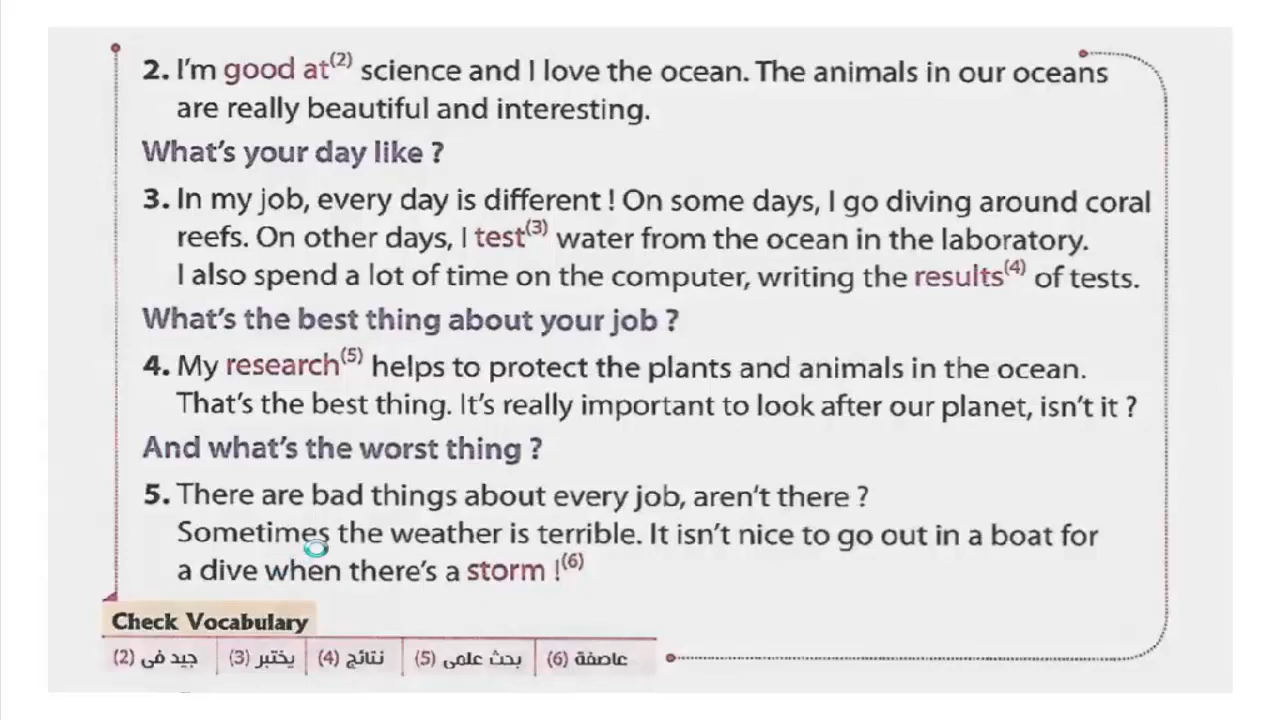 2. I'm good at(2) science and I love the ocean. The animals in our oceans
are really beautiful and interesting.
What's your day like ?
3. In my job, every day is different ! On some days, I go diving around coral
reefs. On other days, I test(3) water from the ocean in the laboratory.
I also spend a lot of time on the computer, writing the results(4) of tests.
What's the best thing about your job ?
4. My research(5) helps to protect the plants and animals in the ocean.
That's the best thing. It's really important to look after our planet, isn't it ?
And what's the worst thing ?
5. There are bad things about every job, aren't there ?
Sometimes the weather is terrible. It isn't nice to go out in a boat for
a dive when there's a storm !(6)
Check Vocabulary
(2) جيد فى (3) يختبر (4) نتائج (5) بحث علمى (6) عاصفة